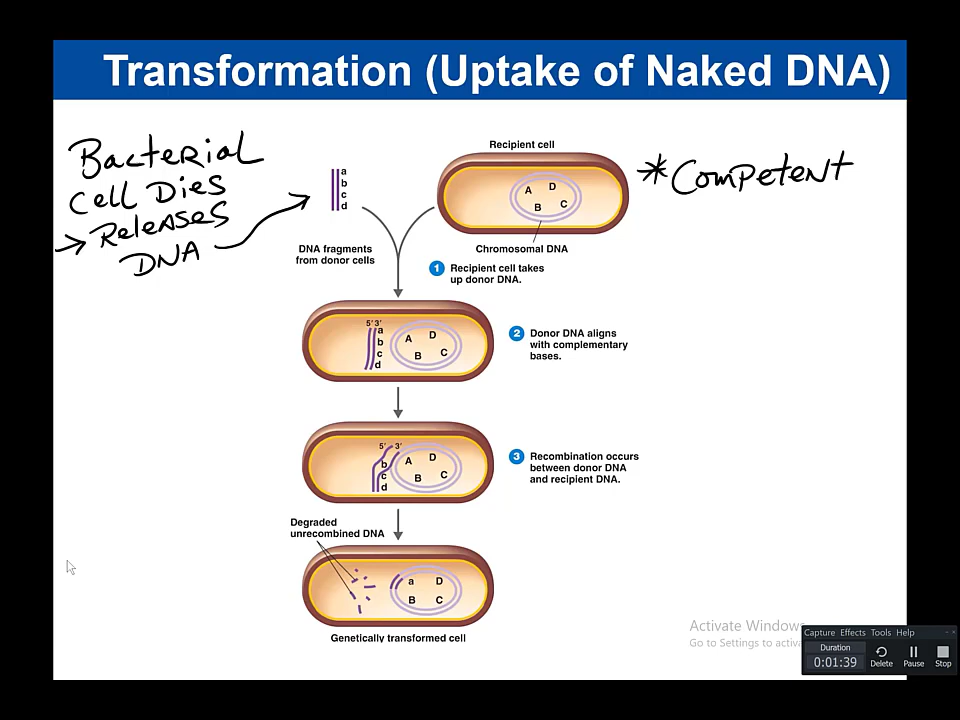 Transformation (Uptake of Naked DNA)
Bacterial
Cell Dies
→ Releases
DNA
a
b
c
d
DNA fragments
from donor cells
Recipient cell
A D
B C
Chromosomal DNA
*Competent
1 Recipient cell takes
up donor DNA.
5' 3'
a
b
c
d
A D
B C
2 Donor DNA aligns
with complementary
bases.
5' 3'
b
c
d
A D
B C
3 Recombination occurs
between donor DNA
and recipient DNA.
Degraded
unrecombined DNA
a D
B C
Genetically transformed cell
Activate Windows
Go to Settings to
Capture Effects Tools Help
Duration
0:01:39
Delete Pause Stop